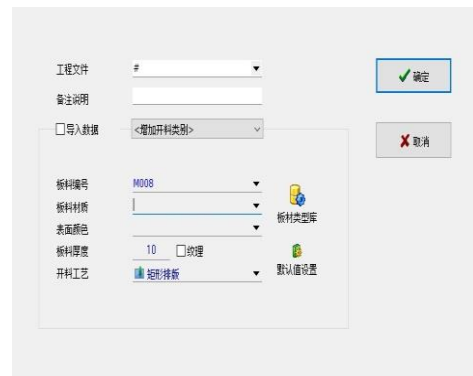 工程文件 #
确定
备注说明
导入数据 <增加开料类别>
取消
板料编号 M008
板料材质
板材类型库
表面颜色
板料厚度 10 纹理
默认值设置
开料工艺 矩形排版